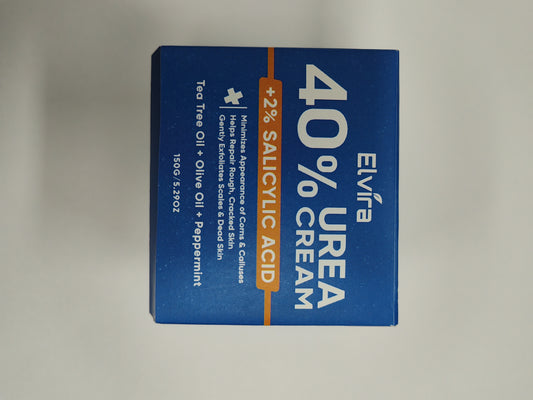 Elvira
40% UREA
CREAM
+2% SALICYLIC ACID
Minimizes Appearance of Corns & Calluses
Helps Repair Rough, Cracked Skin
Gently Exfoliates Scales & Dead Skin
Tea Tree Oil + Olive Oil + Peppermint
150G/5.29OZ